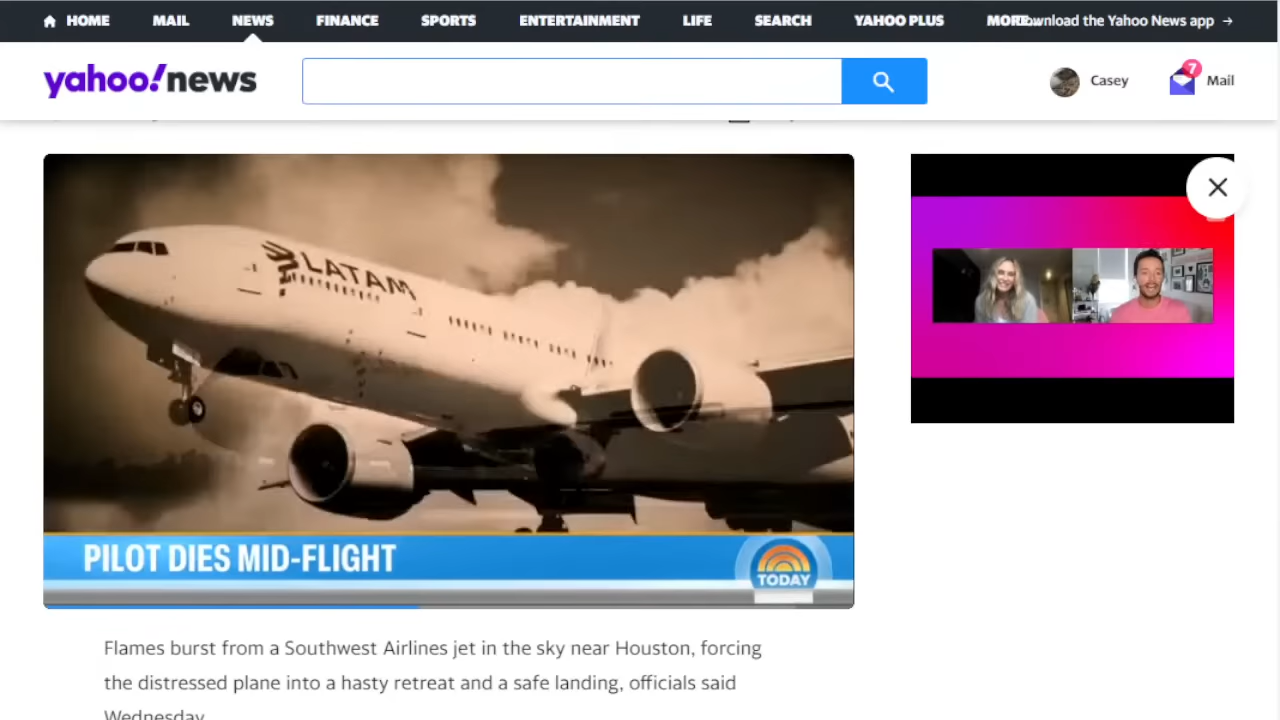 HOME MAIL NEWS FINANCE SPORTS ENTERTAINMENT LIFE SEARCH YAHOO PLUS MORE... Download the Yahoo News app →
yahoo!news
Casey
7
Mail
LATAM
PILOT DIES MID-FLIGHT
TODAY
Flames burst from a Southwest Airlines jet in the sky near Houston, forcing
the distressed plane into a hasty retreat and a safe landing, officials said
Wednesday